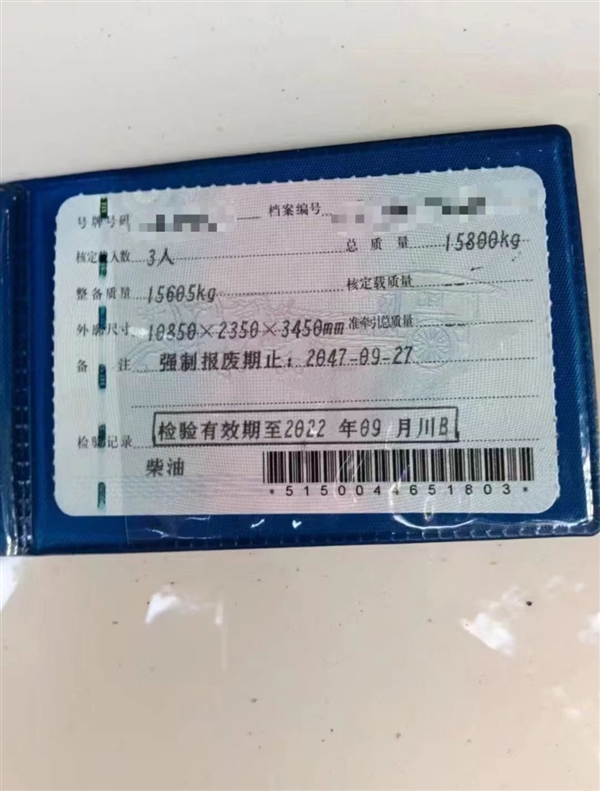 号牌号码 档案编号
核定载人数 3人 总质量 15800kg
整备质量 15605kg 核定载质量 --
外廓尺寸 10850×2350×3450mm 准牵引总质量 --
备注 强制报废期止：2047-09-27
检验记录 检验有效期至2022年09月川B
柴油
*5150044651803*